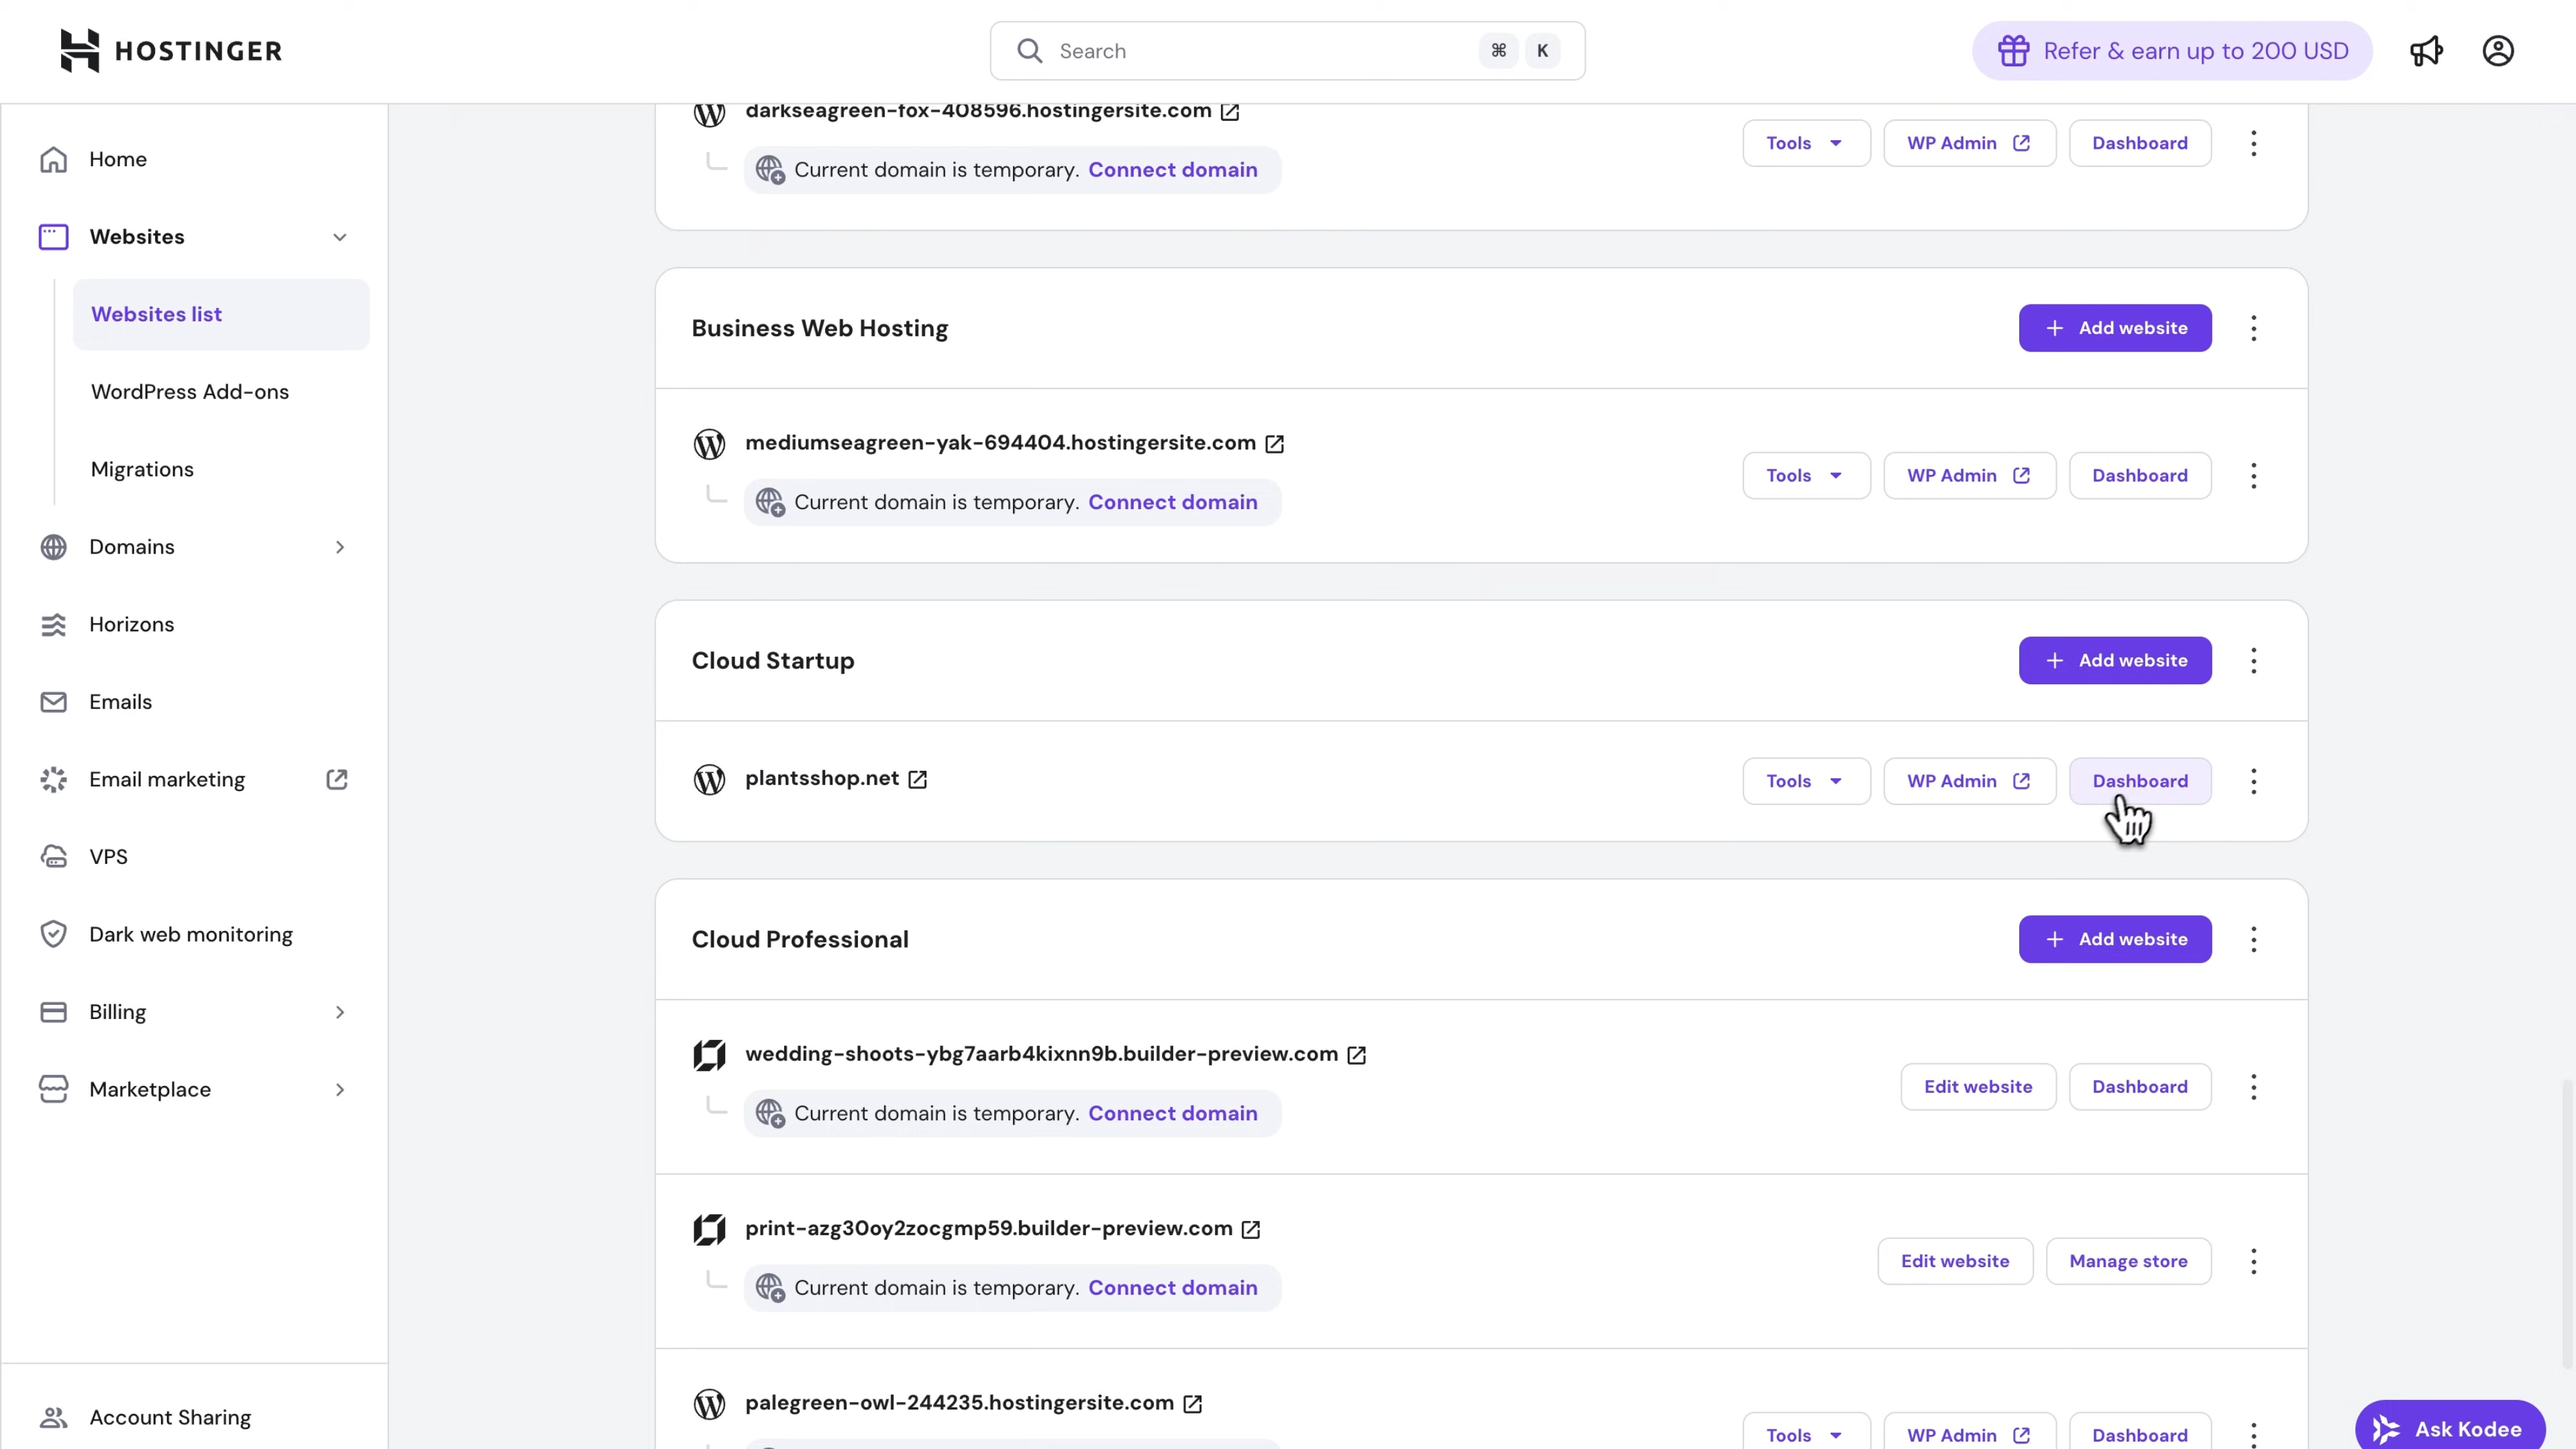 HOSTINGER
Search
⌘ K
Refer & earn up to 200 USD
Home
Websites
Websites list
WordPress Add-ons
Migrations
Domains
Horizons
Emails
Email marketing
VPS
Dark web monitoring
Billing
Marketplace
Account Sharing
darkseagreen-fox-408596.hostingersite.com
Current domain is temporary. Connect domain
Tools
WP Admin
Dashboard
Business Web Hosting
+ Add website
mediumseagreen-yak-694404.hostingersite.com
Current domain is temporary. Connect domain
Tools
WP Admin
Dashboard
Cloud Startup
+ Add website
plantsshop.net
Tools
WP Admin
Dashboard
Cloud Professional
+ Add website
wedding-shoots-ybg7aarb4kixnn9b.builder-preview.com
Current domain is temporary. Connect domain
Edit website
Dashboard
print-azg30oy2zocgmp59.builder-preview.com
Current domain is temporary. Connect domain
Edit website
Manage store
palegreen-owl-244235.hostingersite.com
Tools
WP Admin
Dashboard
Ask Kodee